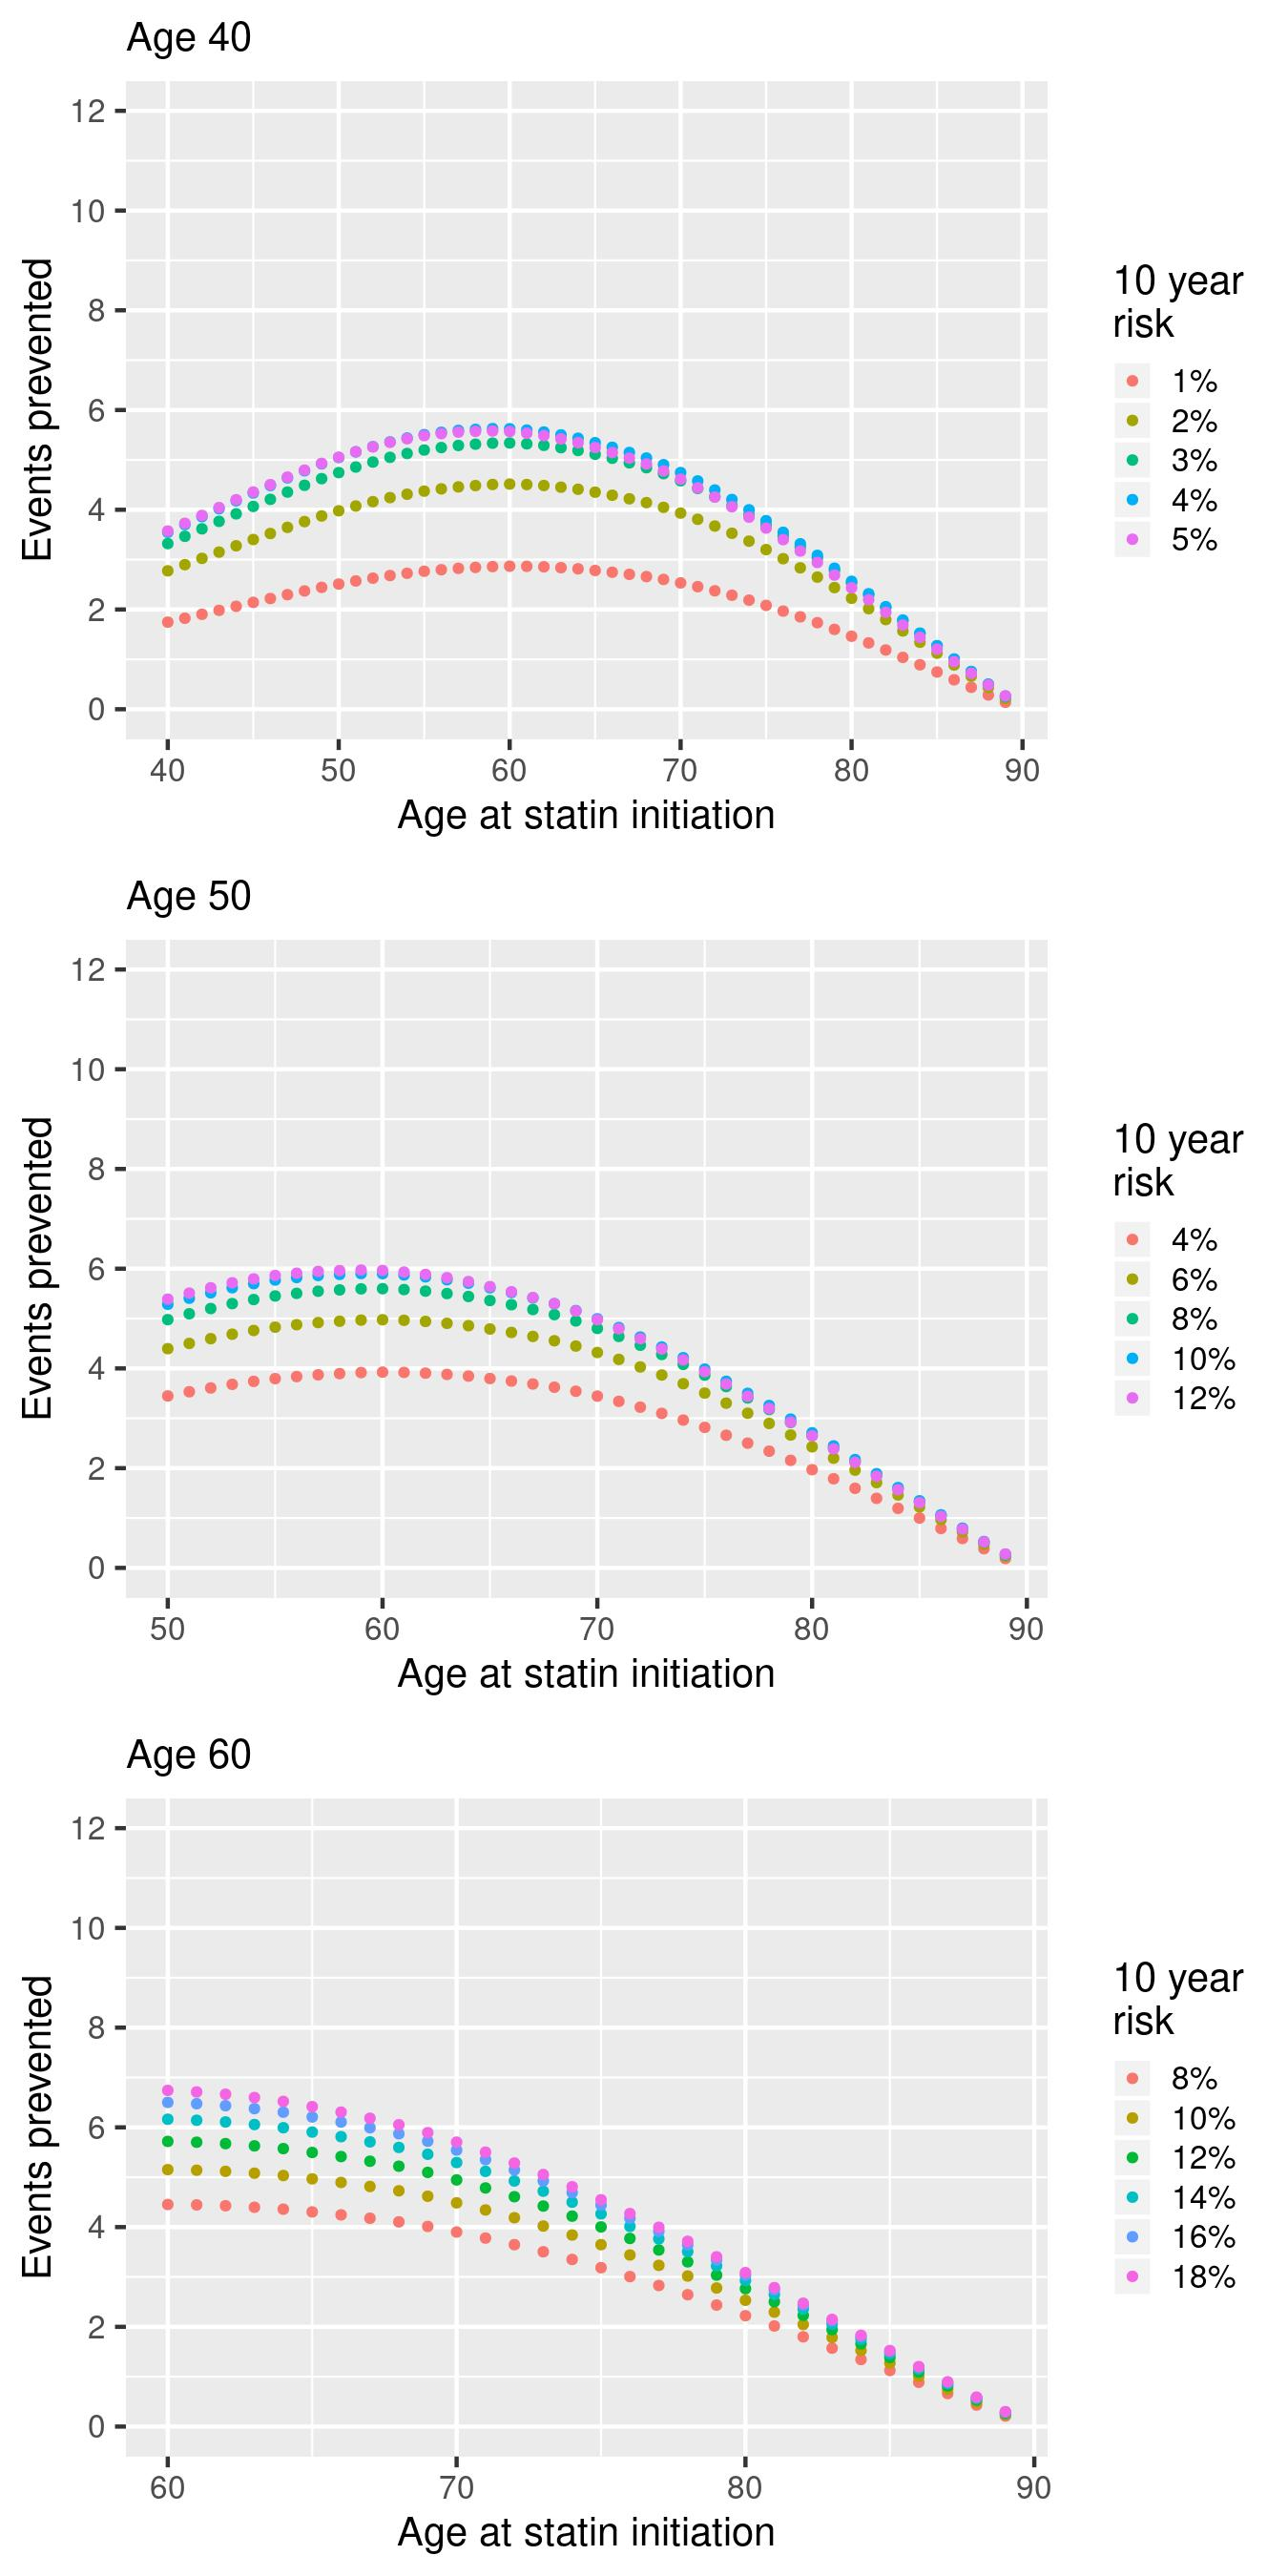 Age 40
12
10
8
6
4
2
0
Events prevented
40 50 60 70 80 90
Age at statin initiation
10 year
risk
1%
2%
3%
4%
5%
Age 50
12
10
8
6
4
2
0
Events prevented
50 60 70 80 90
Age at statin initiation
10 year
risk
4%
6%
8%
10%
12%
Age 60
12
10
8
6
4
2
0
Events prevented
60 70 80 90
Age at statin initiation
10 year
risk
8%
10%
12%
14%
16%
18%